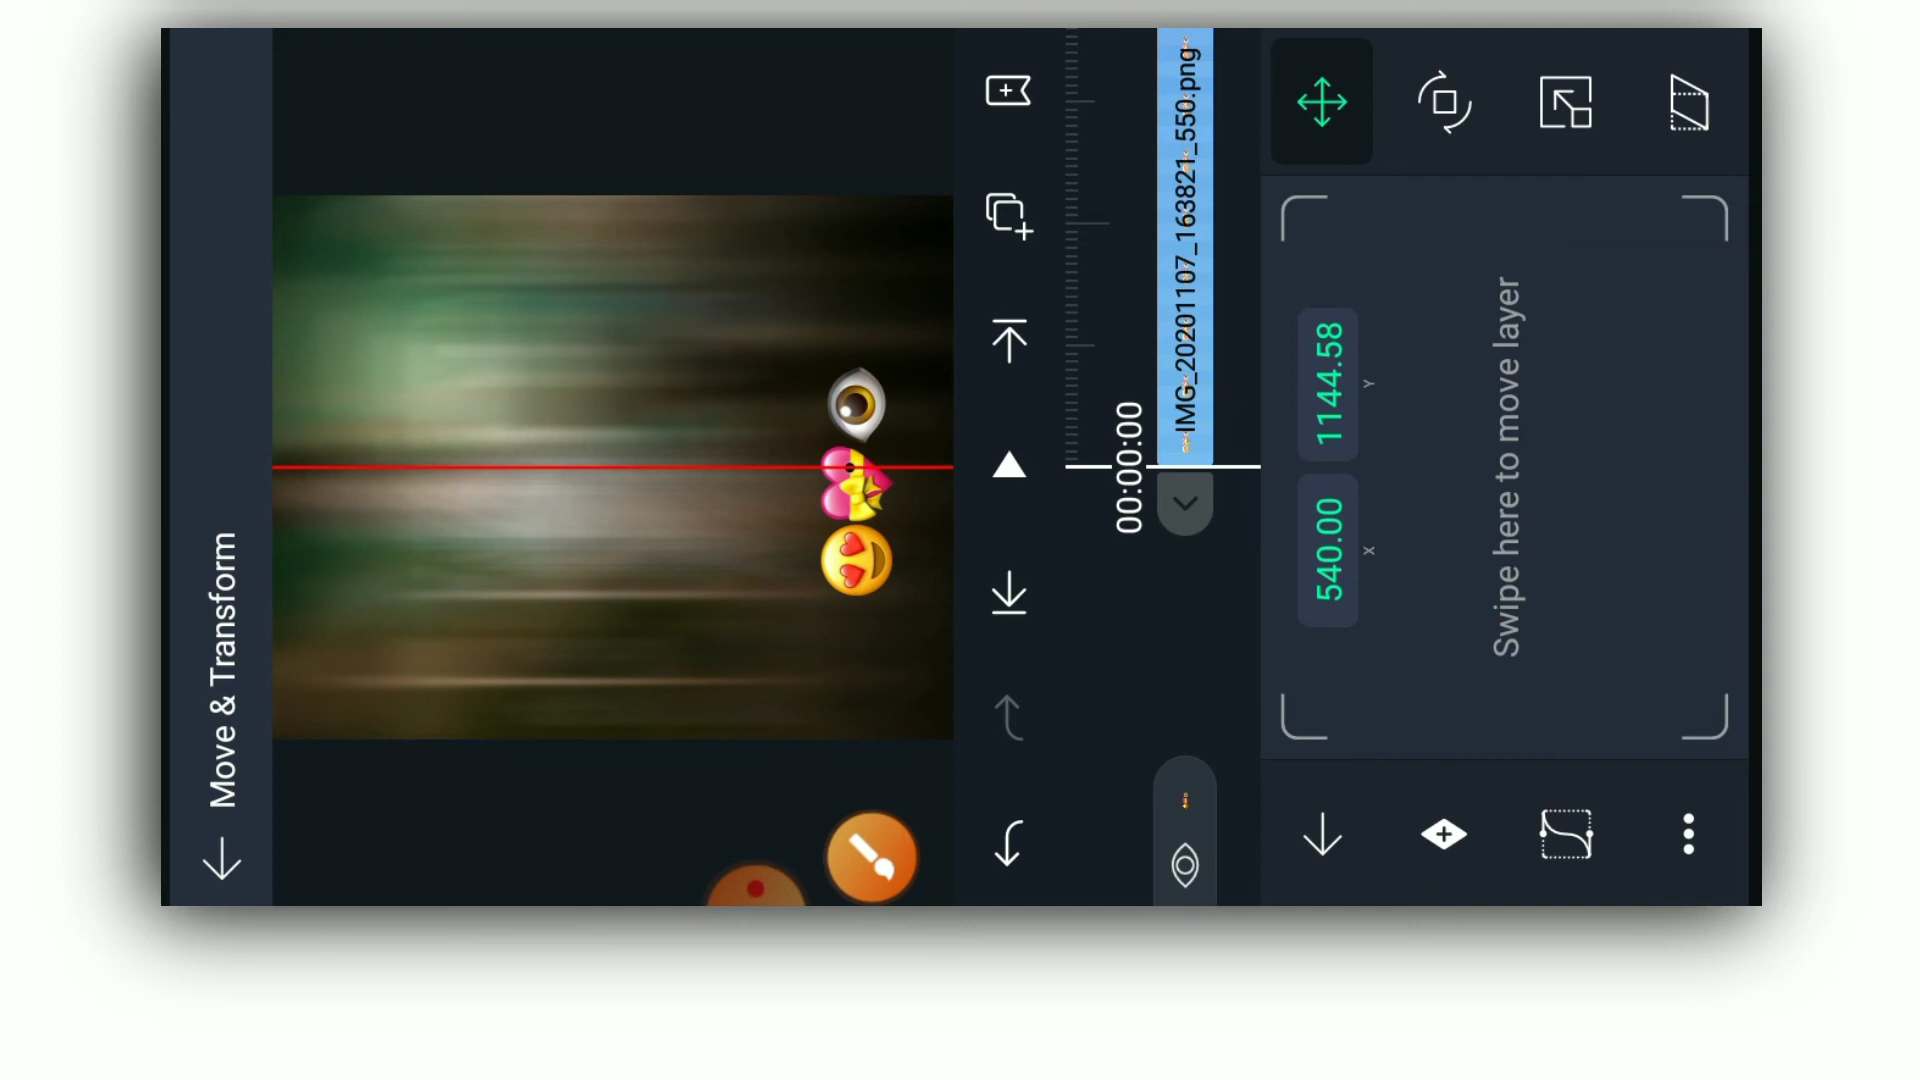 Move & Transform
00:00:00
IMG_20201107_163821_550.png
540.00 1144.58
X Y
Swipe here to move layer